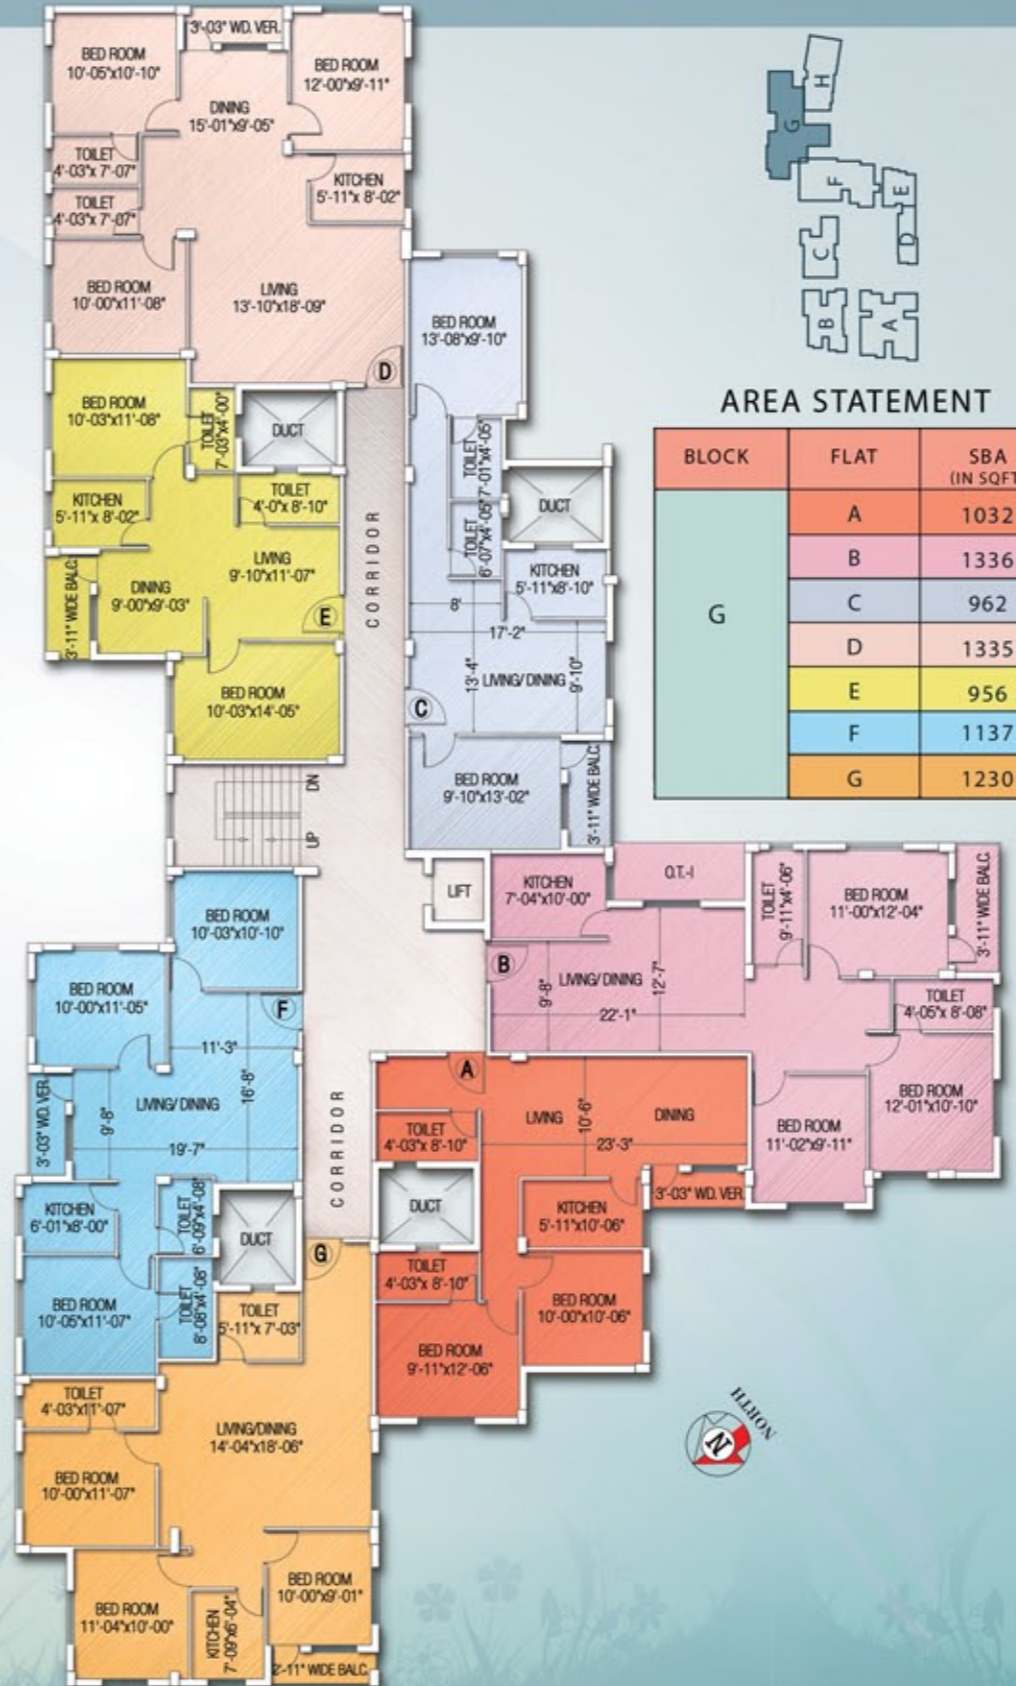 3'-03" WD. VER.
BED ROOM
10'-05"x10'-10"
BED ROOM
12'-00"x9'-11"
DINING
15'-01"x9'-05"
TOILET
4'-03"x 7'-07"
KITCHEN
5'-11"x 8'-02"
TOILET
4'-03"x 7'-07"
BED ROOM
10'-00"x11'-08"
LIVING
13'-10"x18'-09"
D
BED ROOM
10'-03"x11'-08"
TOILET
7'-03"x4'-00"
DUCT
KITCHEN
5'-11"x 8'-02"
TOILET
4'-0"x 8'-10"
LIVING
9'-10"x11'-07"
DINING
9'-00"x9'-03"
3'-11" WIDE BALC.
E
BED ROOM
10'-03"x14'-05"
CORRIDOR
DN
UP
BED ROOM
13'-08"x9'-10"
TOILET
7'-01"x4'-05"
TOILET
6'-07"x4'-05"
DUCT
KITCHEN
5'-11"x8'-10"
8'
17'-2"
13'-4"
LIVING/ DINING
9'-10"
C
BED ROOM
9'-10"x13'-02"
3'-11" WIDE BALC.
LIFT
H
G
F
E
D
C
B
A
AREA STATEMENT
BLOCK FLAT SBA
(IN SQFT
G
A 1032
B 1336
C 962
D 1335
E 956
F 1137
G 1230
KITCHEN
7'-04"x10'-00"
O.T.-I
TOILET
9'-11"x4'-06"
BED ROOM
11'-00"x12'-04"
3'-11" WIDE BALC.
B
LIVING/ DINING
9'-8"
12'-7"
22'-1"
TOILET
4'-05"x 8'-08"
BED ROOM
12'-01"x10'-10"
BED ROOM
11'-02"x9'-11"
BED ROOM
10'-03"x10'-10"
BED ROOM
10'-00"x11'-05"
F
11'-3"
16'-8"
LIVING/ DINING
9'-8"
19'-7"
3'-03" WD. VER.
KITCHEN
6'-01"x8'-00"
TOILET
6'-09"x4'-08"
DUCT
BED ROOM
10'-05"x11'-07"
TOILET
8'-08"x4'-08"
CORRIDOR
A
LIVING
10'-6"
DINING
23'-3"
TOILET
4'-03"x 8'-10"
DUCT
3'-03" WD. VER.
KITCHEN
5'-11"x10'-06"
TOILET
4'-03"x 8'-10"
BED ROOM
10'-00"x10'-06"
BED ROOM
9'-11"x12'-06"
G
TOILET
5'-11"x 7'-03"
TOILET
4'-03"x11'-07"
LIVING/DINING
14'-04"x18'-06"
BED ROOM
10'-00"x11'-07"
BED ROOM
10'-00"x9'-01"
BED ROOM
11'-04"x10'-00"
KITCHEN
7'-09"x6'-04"
2'-11" WIDE BALC.
NORTH
N